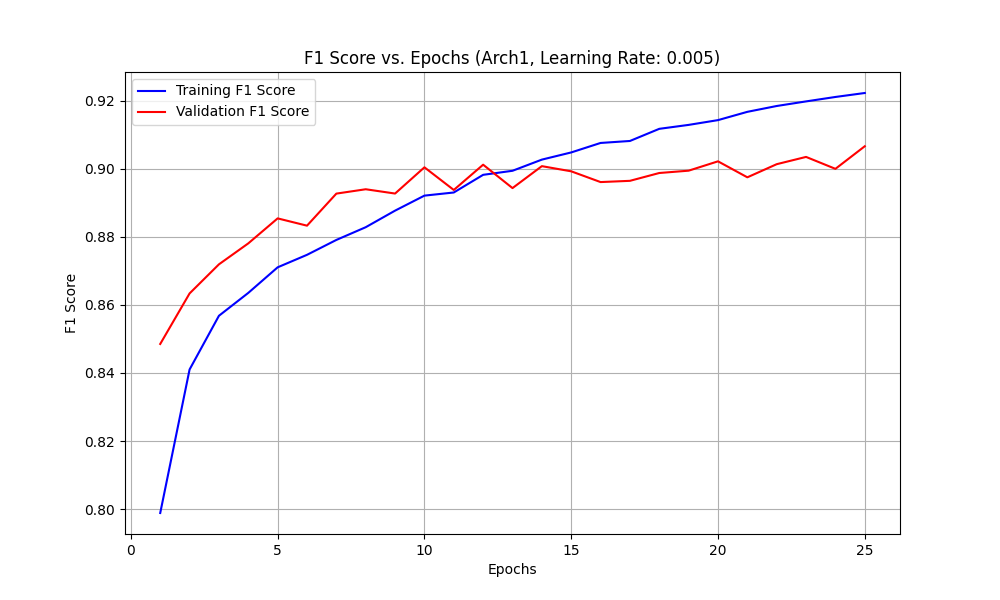 F1 Score vs. Epochs (Arch1, Learning Rate: 0.005)
Training F1 Score
Validation F1 Score
0.92
0.90
0.88
0.86
0.84
0.82
0.80
F1 Score
0 5 10 15 20 25
Epochs